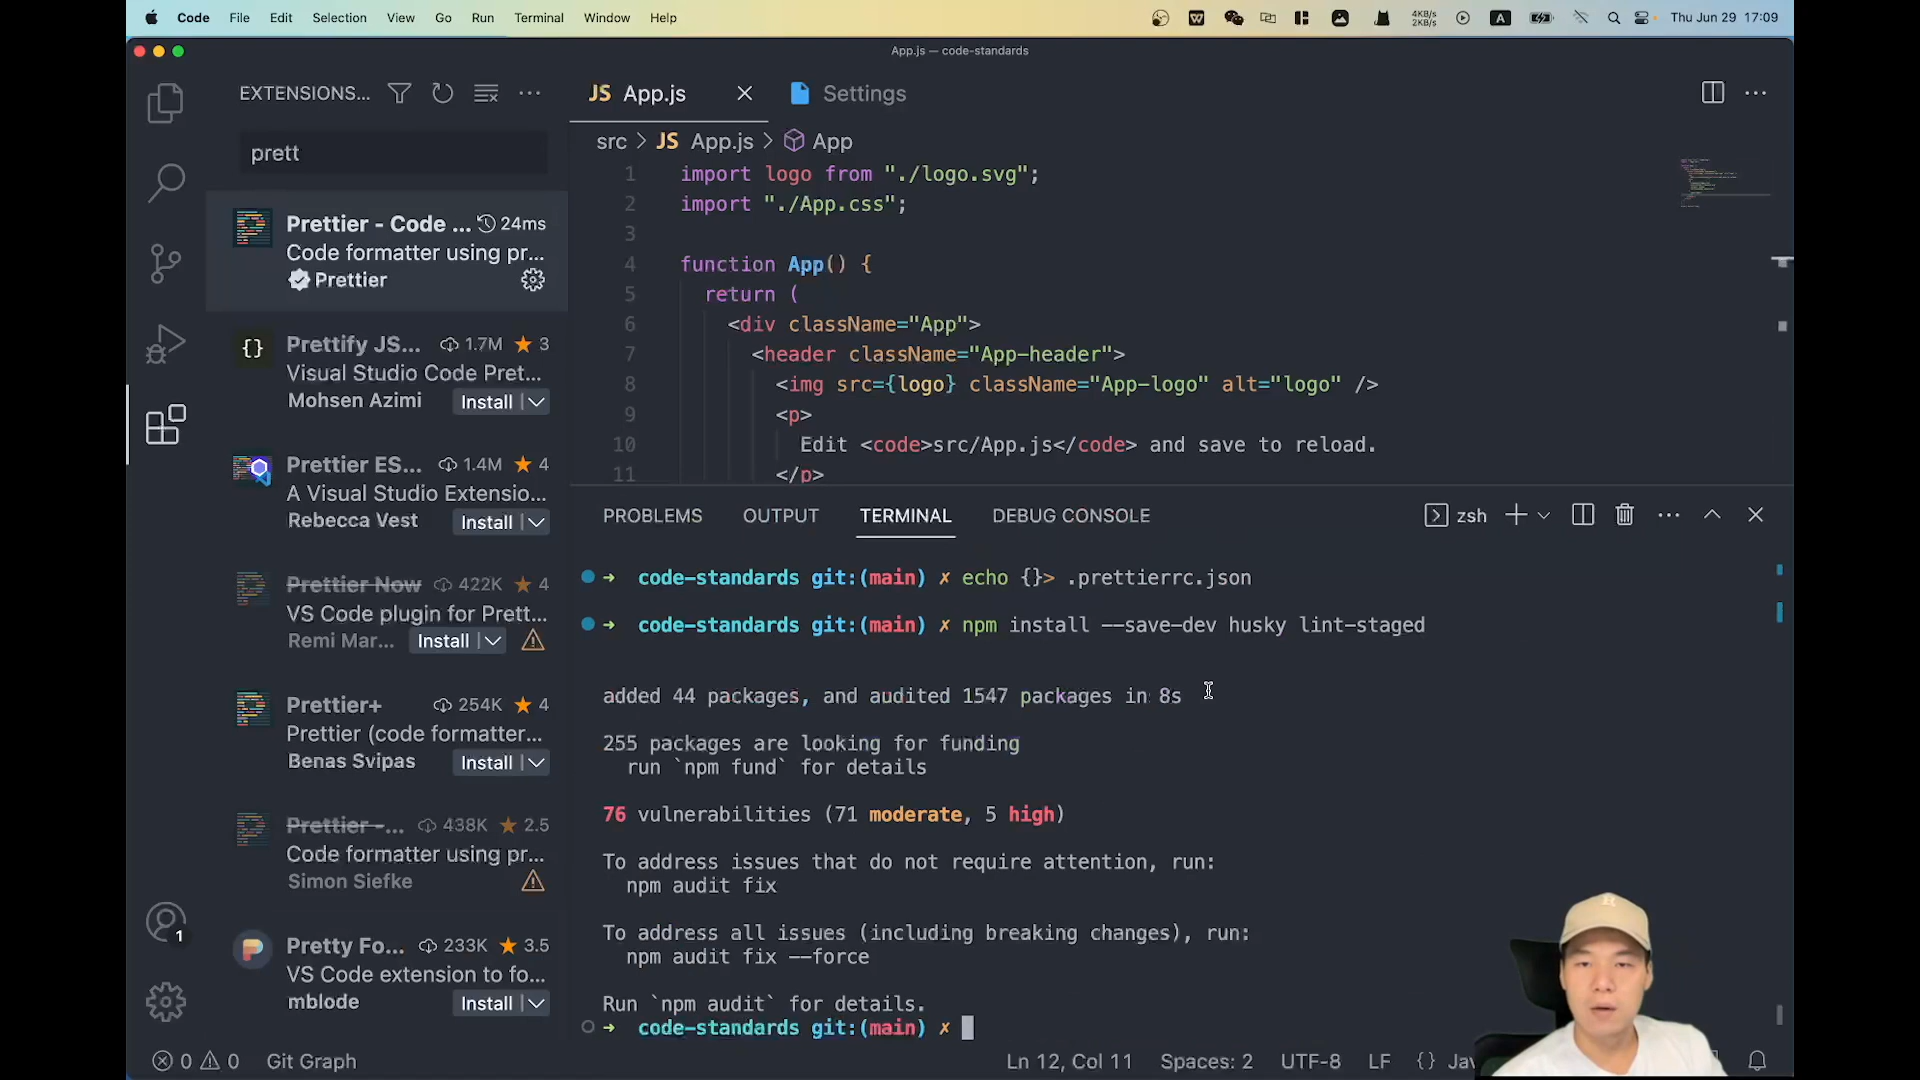 Code File Edit Selection View Go Run Terminal Window Help
4KB/s
2KB/s
A
Thu Jun 29 17:09
App.js — code-standards
EXTENSIONS...
prett
Prettier - Code ... 24ms
Code formatter using pr...
Prettier
Prettify JS... 1.7M 3
Visual Studio Code Pret...
Mohsen Azimi Install
Prettier ES... 1.4M 4
A Visual Studio Extensio...
Rebecca Vest Install
Prettier Now 422K 4
VS Code plugin for Prett...
Remi Mar... Install
Prettier+ 254K 4
Prettier (code formatter...
Benas Svipas Install
Prettier -... 438K 2.5
Code formatter using pr...
Simon Siefke
Pretty Fo... 233K 3.5
VS Code extension to fo...
mblode Install
1
JS App.js Settings
src > JS App.js > App
1 import logo from "./logo.svg";
2 import "./App.css";
3
4 function App() {
5 return (
6 <div className="App">
7 <header className="App-header">
8 <img src={logo} className="App-logo" alt="logo" />
9 <p>
10 Edit <code>src/App.js</code> and save to reload.
11 </p>
PROBLEMS OUTPUT TERMINAL DEBUG CONSOLE zsh
➜ code-standards git:(main) ✗ echo {}> .prettierrc.json
➜ code-standards git:(main) ✗ npm install --save-dev husky lint-staged
added 44 packages, and audited 1547 packages in 8s
255 packages are looking for funding
run `npm fund` for details
76 vulnerabilities (71 moderate, 5 high)
To address issues that do not require attention, run:
npm audit fix
To address all issues (including breaking changes), run:
npm audit fix --force
Run `npm audit` for details.
➜ code-standards git:(main) ✗
0 0 Git Graph Ln 12, Col 11 Spaces: 2 UTF-8 LF {}